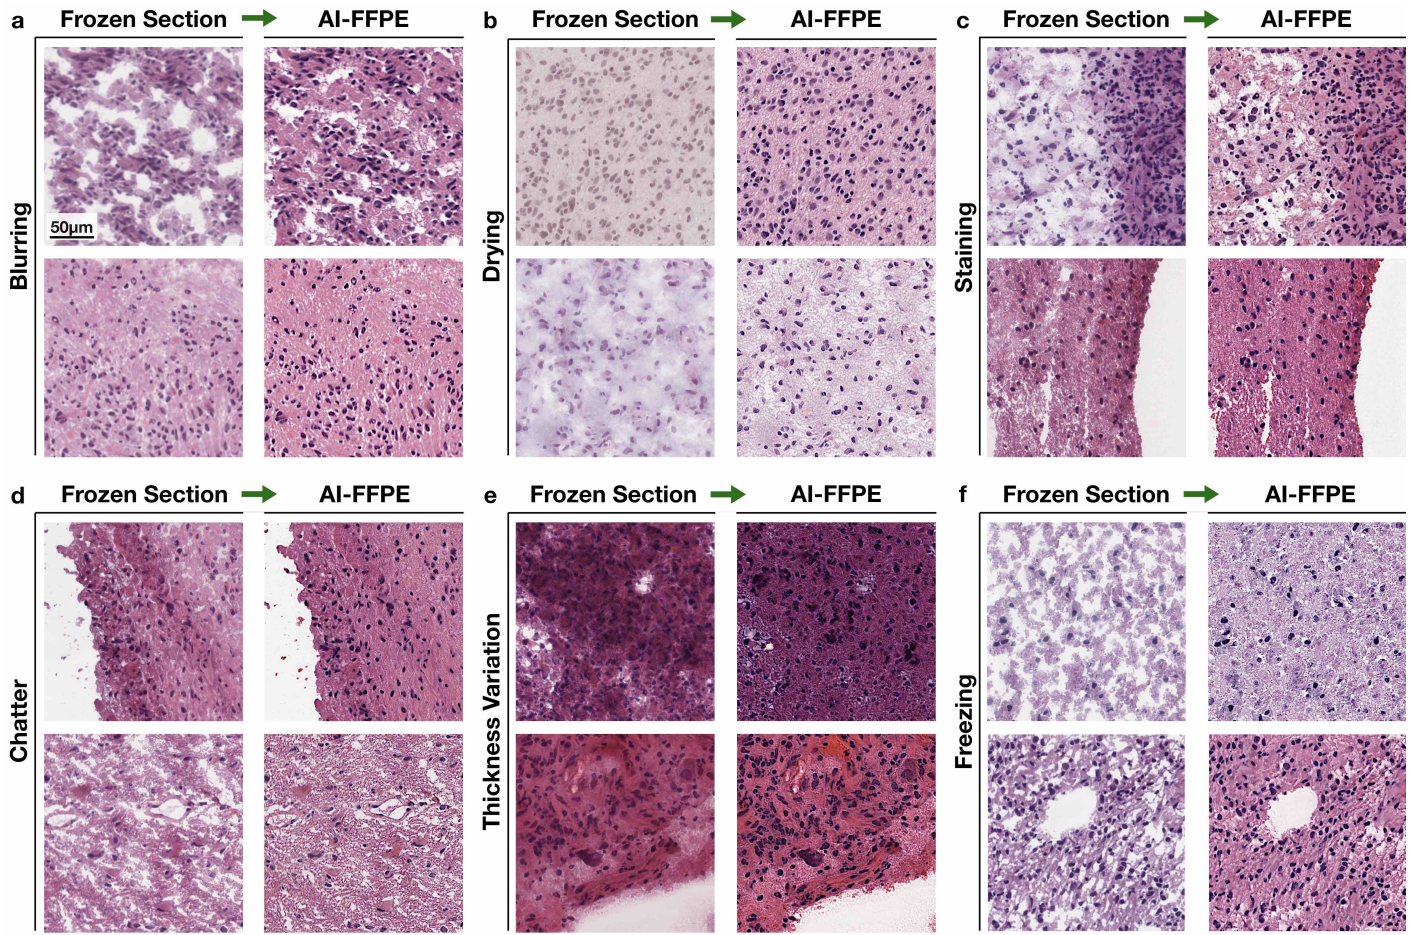 a Frozen Section AI-FFPE
Blurring
50μm
b Frozen Section AI-FFPE
Drying
c Frozen Section AI-FFPE
Staining
d Frozen Section AI-FFPE
Chatter
e Frozen Section AI-FFPE
Thickness Variation
f Frozen Section AI-FFPE
Freezing